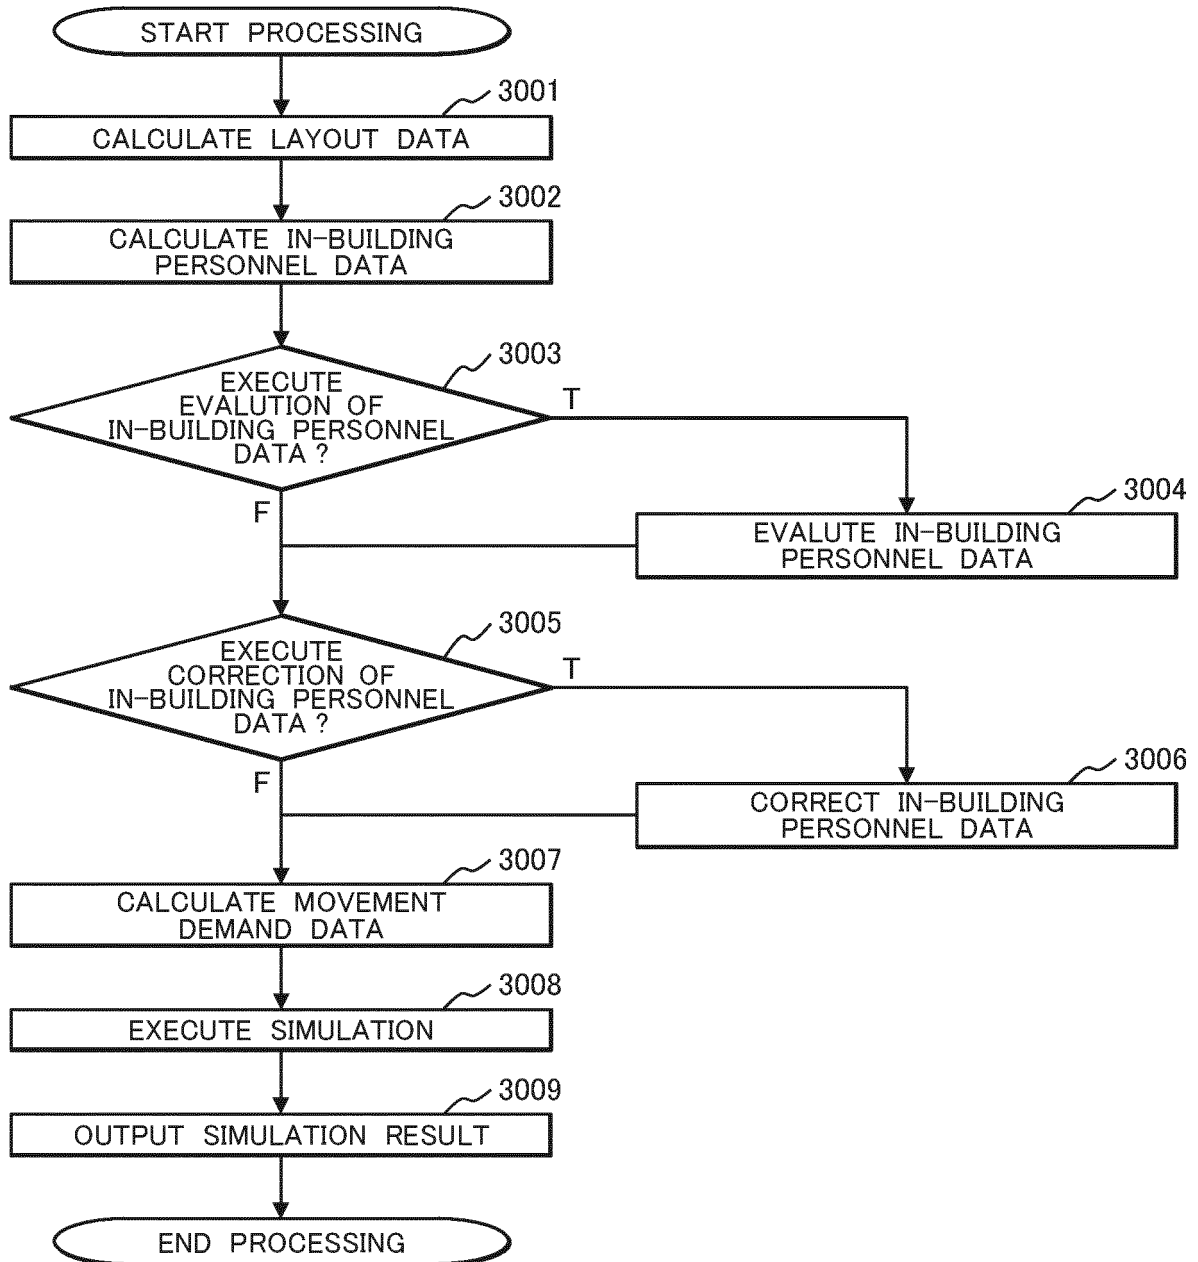 START PROCESSING
3001
CALCULATE LAYOUT DATA
3002
CALCULATE IN-BUILDING
PERSONNEL DATA
3003
EXECUTE
EVALUTION OF
IN-BUILDING PERSONNEL
DATA ?
T
F
3004
EVALUTE IN-BUILDING
PERSONNEL DATA
3005
EXECUTE
CORRECTION OF
IN-BUILDING PERSONNEL
DATA ?
T
F
3006
CORRECT IN-BUILDING
PERSONNEL DATA
3007
CALCULATE MOVEMENT
DEMAND DATA
3008
EXECUTE SIMULATION
3009
OUTPUT SIMULATION RESULT
END PROCESSING